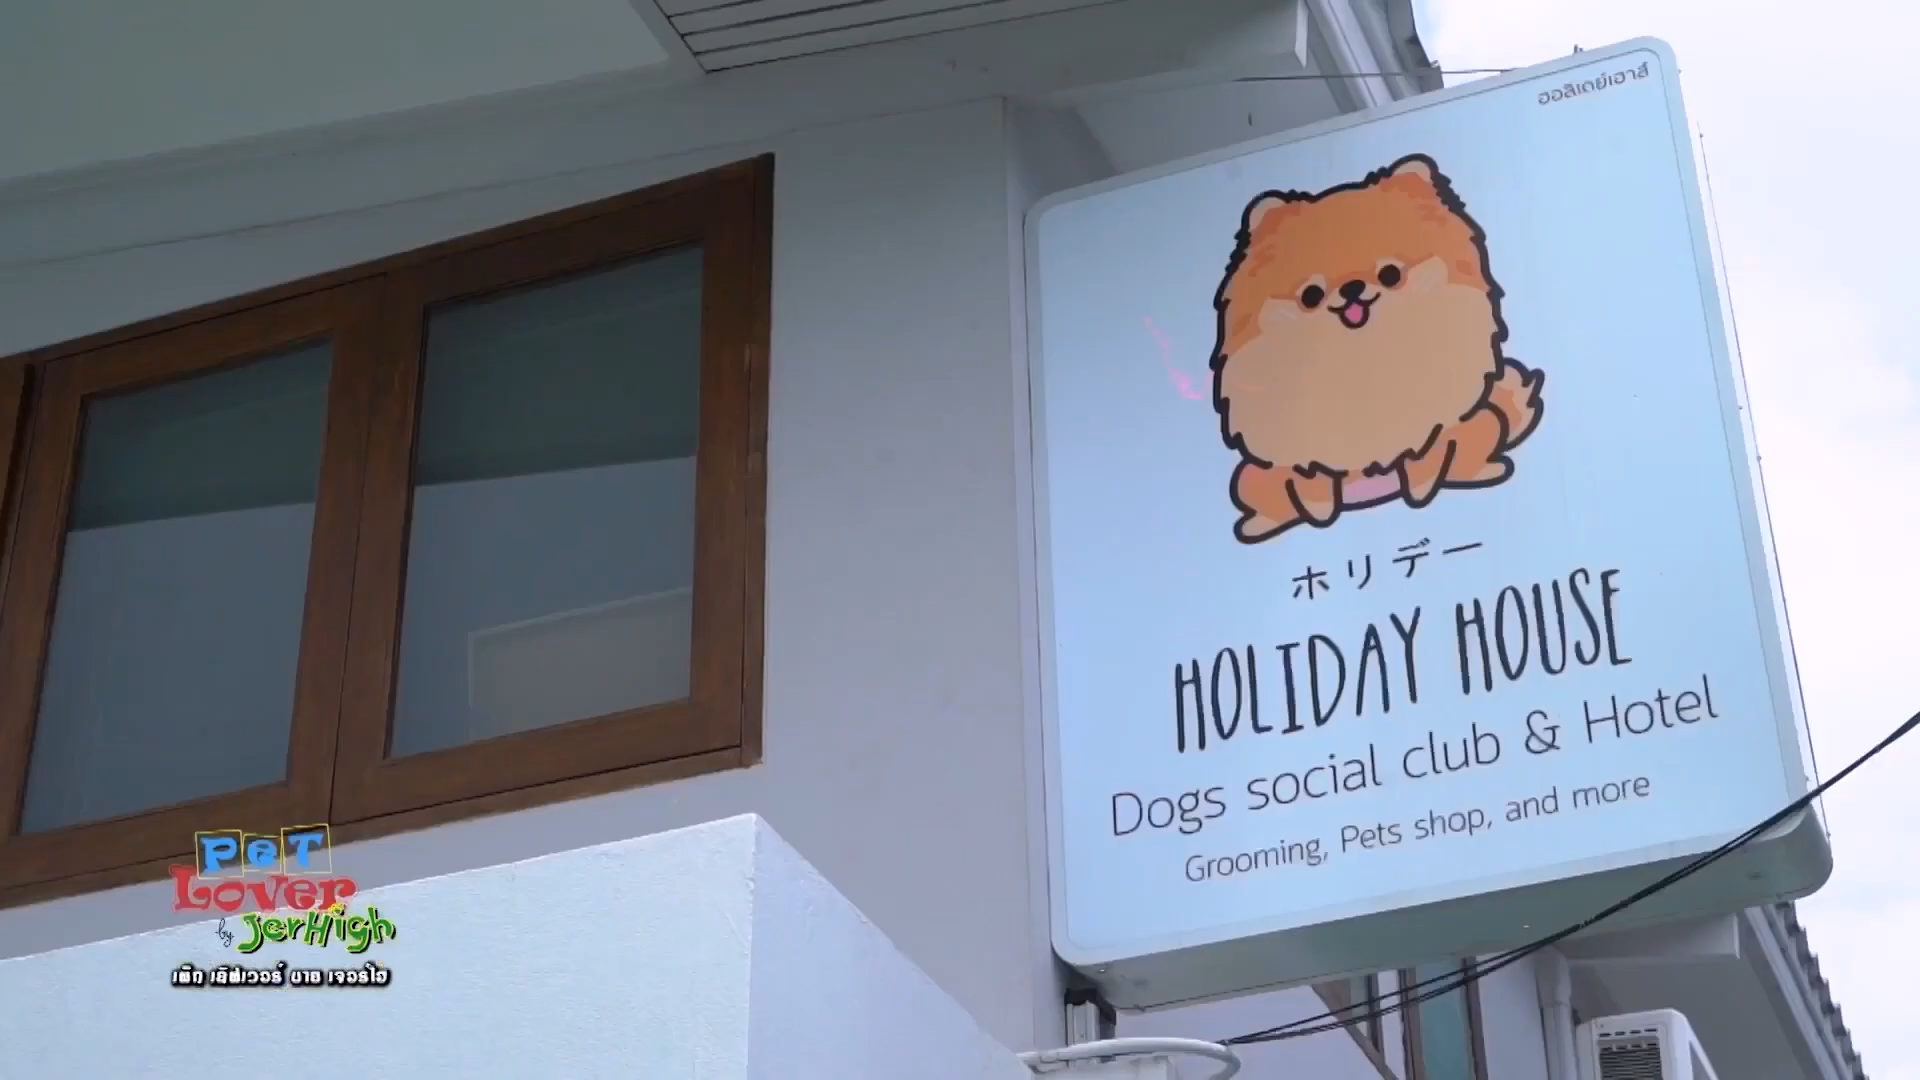 ฮอลิเดย์เฮาส์
ホリデー
HOLIDAY HOUSE
Dogs social club & Hotel
Grooming, Pets shop, and more
PeT
Lover
by JerHigh
เพ็ท เลิฟเวอร์ บาย เจอร์ไฮ